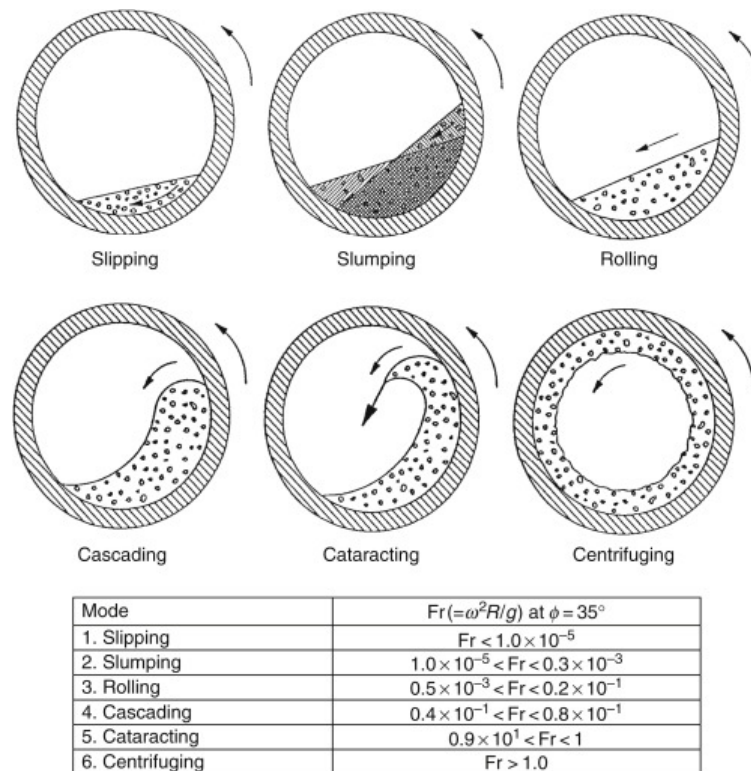 Slipping
Slumping
Rolling
Cascading
Cataracting
Centrifuging
Mode Fr(=ω²R/g) at ϕ=35°
1. Slipping Fr<1.0×10⁻⁵
2. Slumping 1.0×10⁻⁵<Fr<0.3×10⁻³
3. Rolling 0.5×10⁻³<Fr<0.2×10⁻¹
4. Cascading 0.4×10⁻¹<Fr<0.8×10⁻¹
5. Cataracting 0.9×10¹<Fr<1
6. Centrifuging Fr>1.0